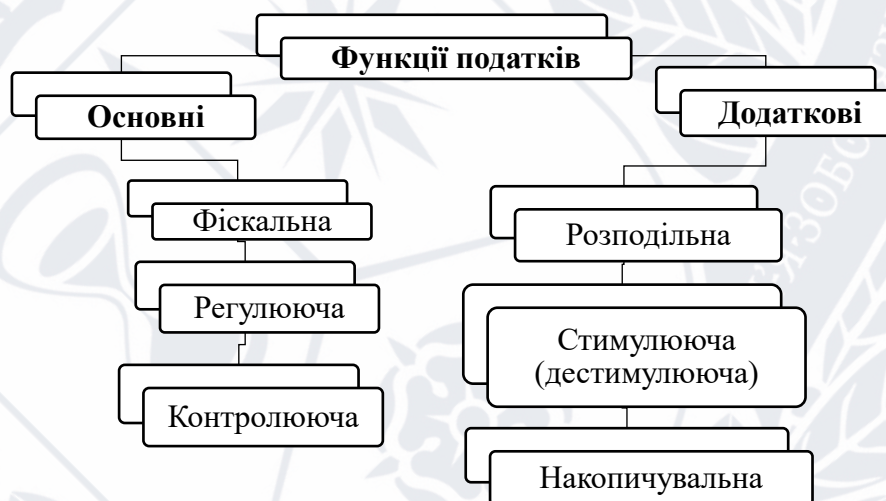 Функції податків
Основні
Додаткові
Фіскальна
Регулююча
Контролююча
Розподільна
Стимулююча
(дестимулююча)
Накопичувальна